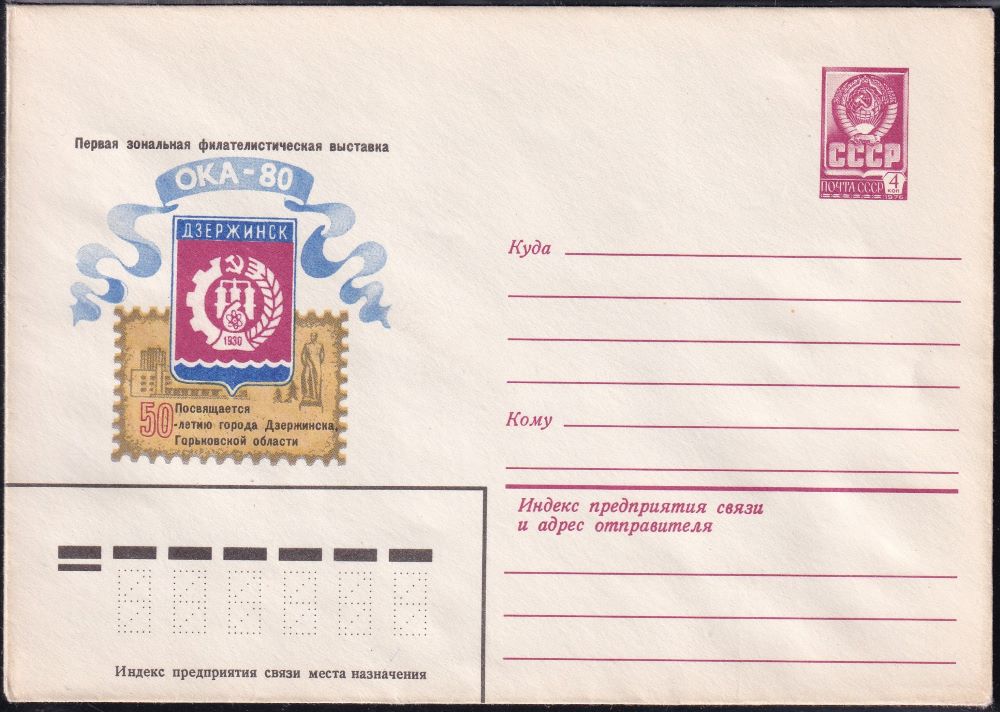 Первая зональная филателистическая выставка
ОКА-80
ДЗЕРЖИНСК
1930
50
Посвящается
-летию города Дзержинска,
Горьковской области
СССР
ПОЧТА СССР 4 КОП
1976
Куда
Кому
Индекс предприятия связи
и адрес отправителя
Индекс предприятия связи места назначения